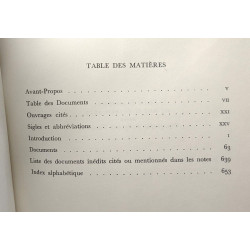 TABLE DES MATIÈRES
Avant-Propos v
Table des Documents VII
Ouvrages cités XXI
Sigles et abbréviations XXV
Introduction 1
Documents 63
Liste des documents inédits cités ou mentionnés dans les notes 639
Index alphabétique 653